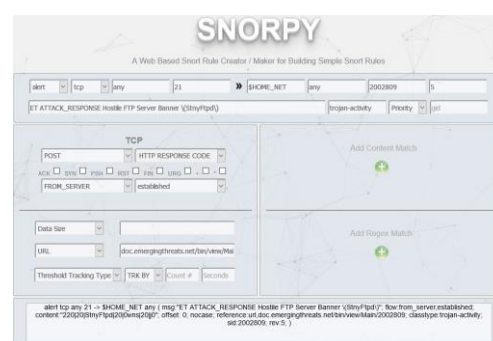 SNORPY
A Web Based Snort Rule Creator / Maker for Building Simple Snort Rules
alert tcp any 21 » $HOME_NET any 2002809 5
ET ATTACK_RESPONSE Hostile FTP Server Banner \(StnyFtpd\) trojan-activity Priority gid
TCP
POST HTTP RESPONSE CODE
ACK SYN PSH RST FIN URG + -
FROM_SERVER established
Add Content Match
Data Size
URL doc.emergingthreats.net/bin/view/Mai
Threshold Tracking Type TRK BY Count # Seconds
Add Regex Match
alert tcp any 21 -> $HOME_NET any ( msg:"ET ATTACK_RESPONSE Hostile FTP Server Banner \(StnyFtpd\)"; flow:from_server,established;
content:"220|20|StnyFtpd|20|0wns|20|j0"; offset: 0; nocase; reference:url,doc.emergingthreats.net/bin/view/Main/2002809; classtype:trojan-activity;
sid:2002809; rev:5; )